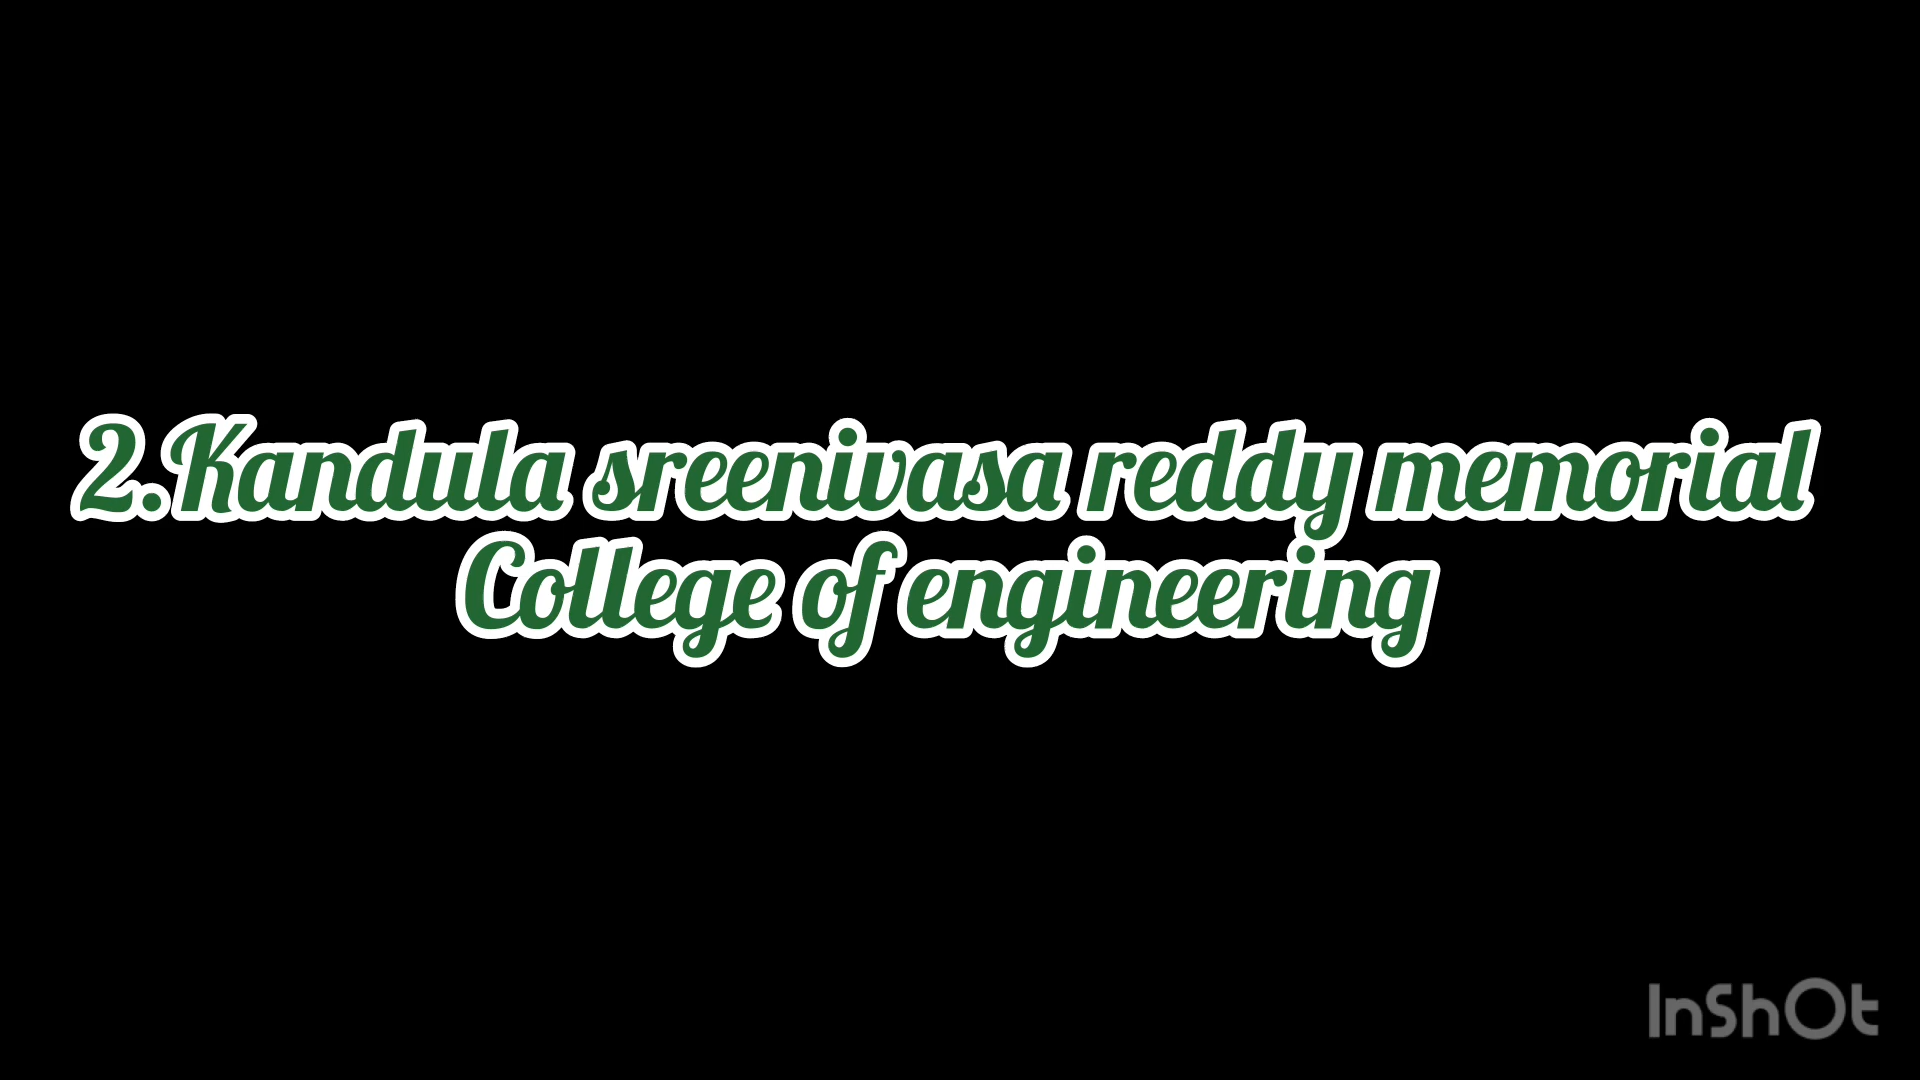 2.Kandula sreenivasa reddy memorial
College of engineering
InShOt